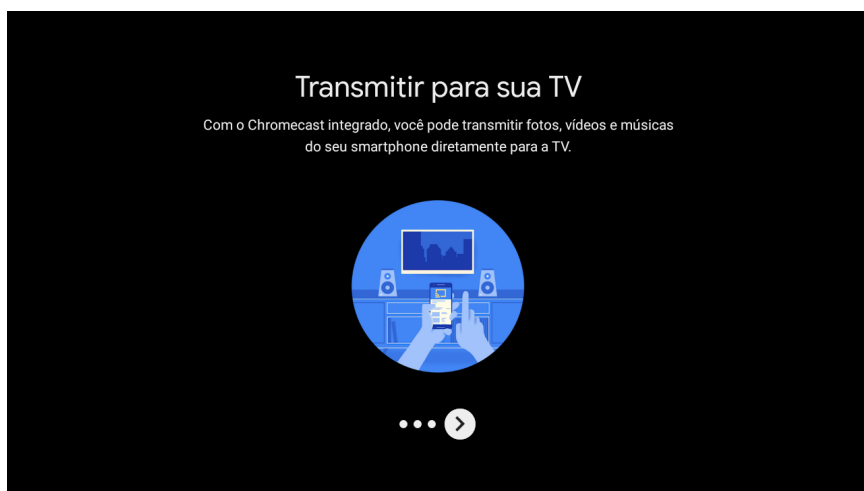 Transmitir para sua TV
Com o Chromecast integrado, você pode transmitir fotos, vídeos e músicas
do seu smartphone diretamente para a TV.